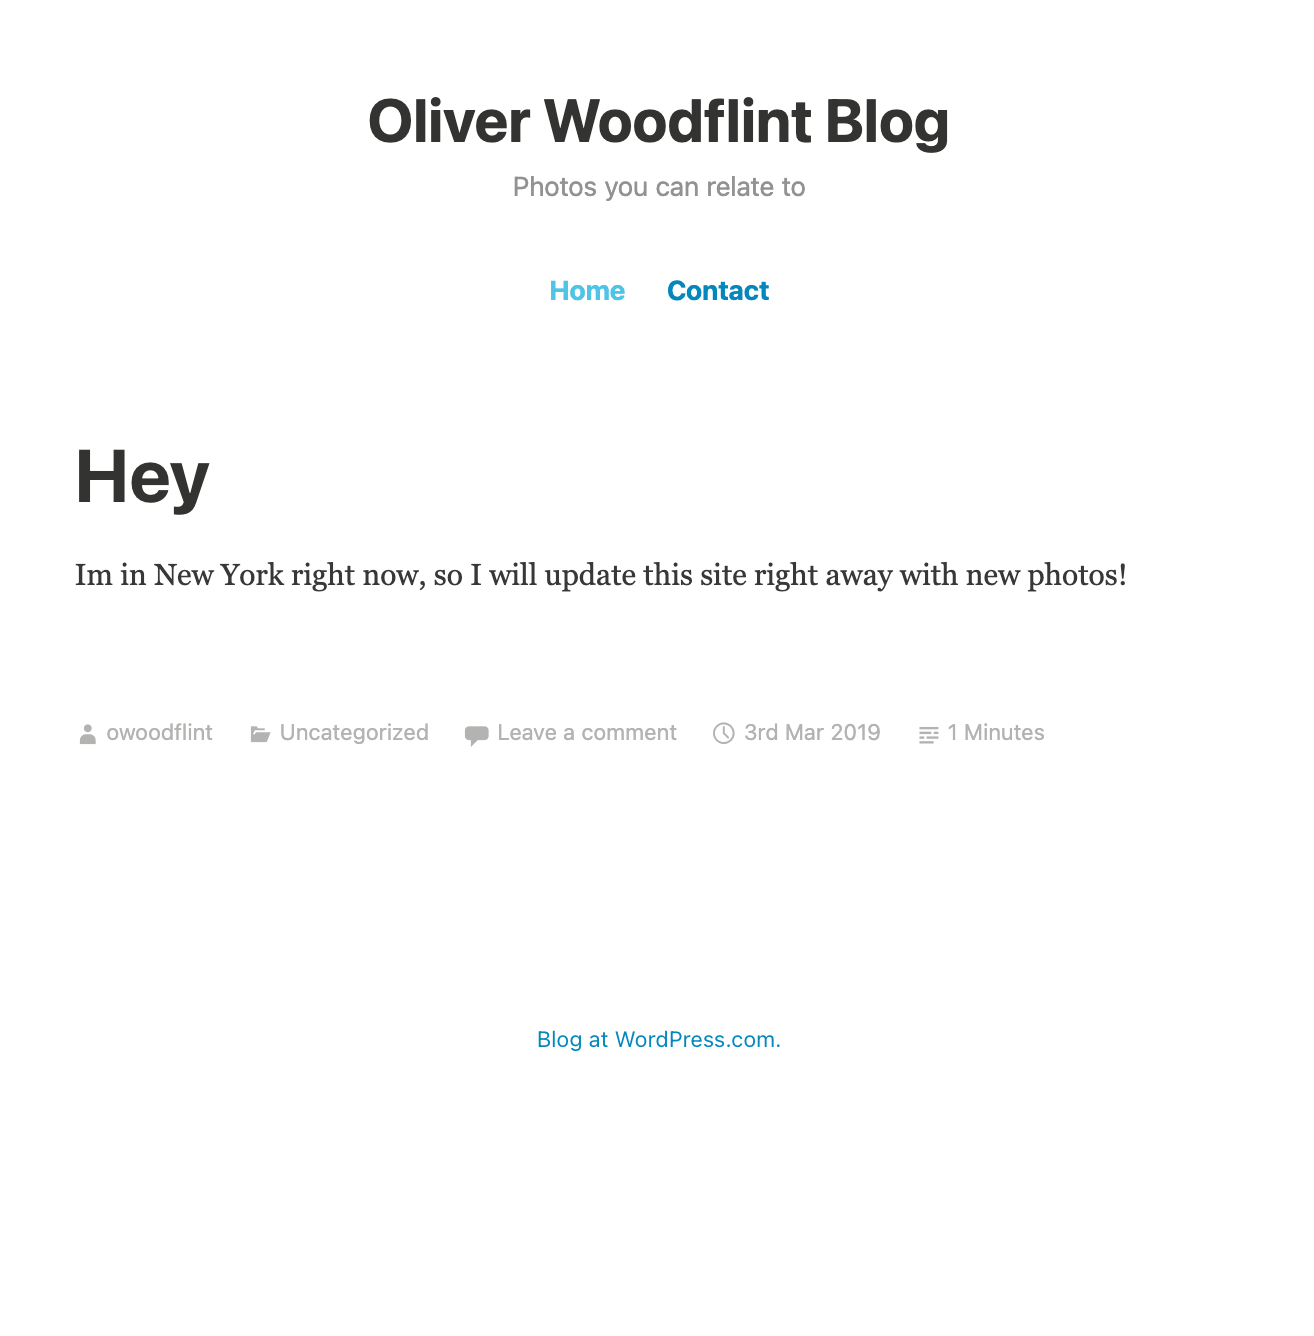 Oliver Woodflint Blog
Photos you can relate to
Home Contact
Hey
Im in New York right now, so I will update this site right away with new photos!
owoodflint Uncategorized Leave a comment 3rd Mar 2019 1 Minutes
Blog at WordPress.com.